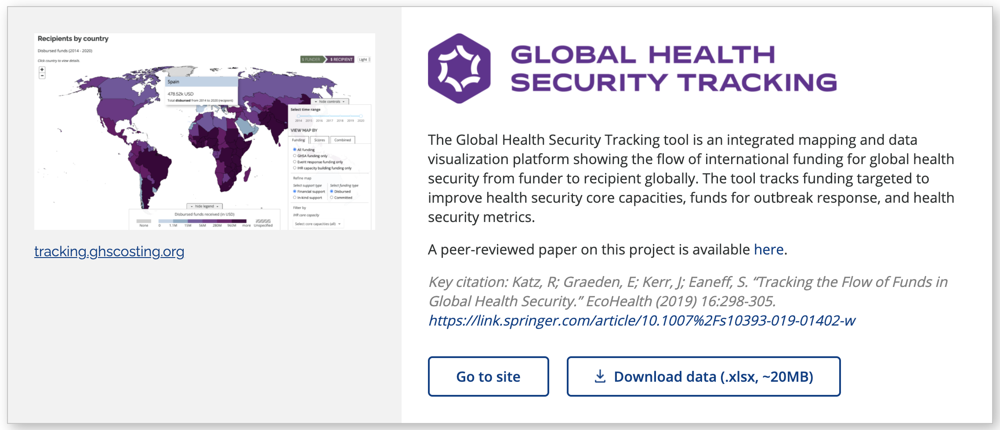 Recipients by country
Disbursed funds (2014 - 2020)
Click country to view details.
$ FUNDER
$ RECIPIENT
Light
+
−
Spain
478.52k USD
Total disbursed from 2014 to 2020 (recipient)
hide controls
Select time range
2014 2015 2016 2017 2018 2019 2020
VIEW MAP BY
Funding Scores Combined
All funding
GHSA funding only
Event response funding only
IHR capacity building funding only
Refine map
Select support type Select funding type
Financial support Disbursed
In-kind support Committed
Filter by
IHR core capacity
Select core capacities (all)
hide legend
Disbursed funds received (in USD)
None 0 1.1M 15M 56M 280M 960M more Unspecified
tracking.ghscosting.org
GLOBAL HEALTH
SECURITY TRACKING
The Global Health Security Tracking tool is an integrated mapping and data
visualization platform showing the flow of international funding for global health
security from funder to recipient globally. The tool tracks funding targeted to
improve health security core capacities, funds for outbreak response, and health
security metrics.
A peer-reviewed paper on this project is available here.
Key citation: Katz, R; Graeden, E; Kerr, J; Eaneff, S. “Tracking the Flow of Funds in
Global Health Security.” EcoHealth (2019) 16:298-305.
https://link.springer.com/article/10.1007%2Fs10393-019-01402-w
Go to site
Download data (.xlsx, ~20MB)